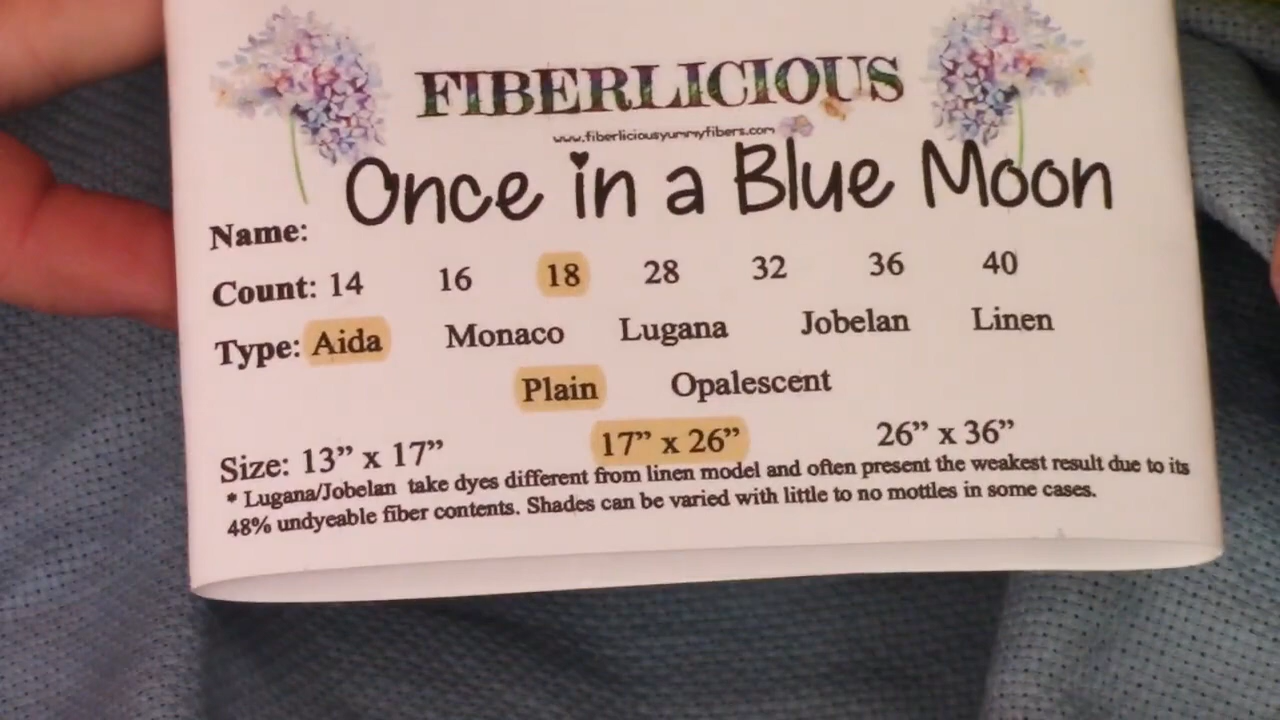 FIBERLICIOUS
www.fiberliciousyummyfibers.com
Name: Once in a Blue Moon
Count: 14 16 18 28 32 36 40
Type: Aida Monaco Lugana Jobelan Linen
Plain Opalescent
Size: 13” x 17” 17” x 26” 26” x 36”
* Lugana/Jobelan take dyes different from linen model and often present the weakest result due to its
48% undyeable fiber contents. Shades can be varied with little to no mottles in some cases.